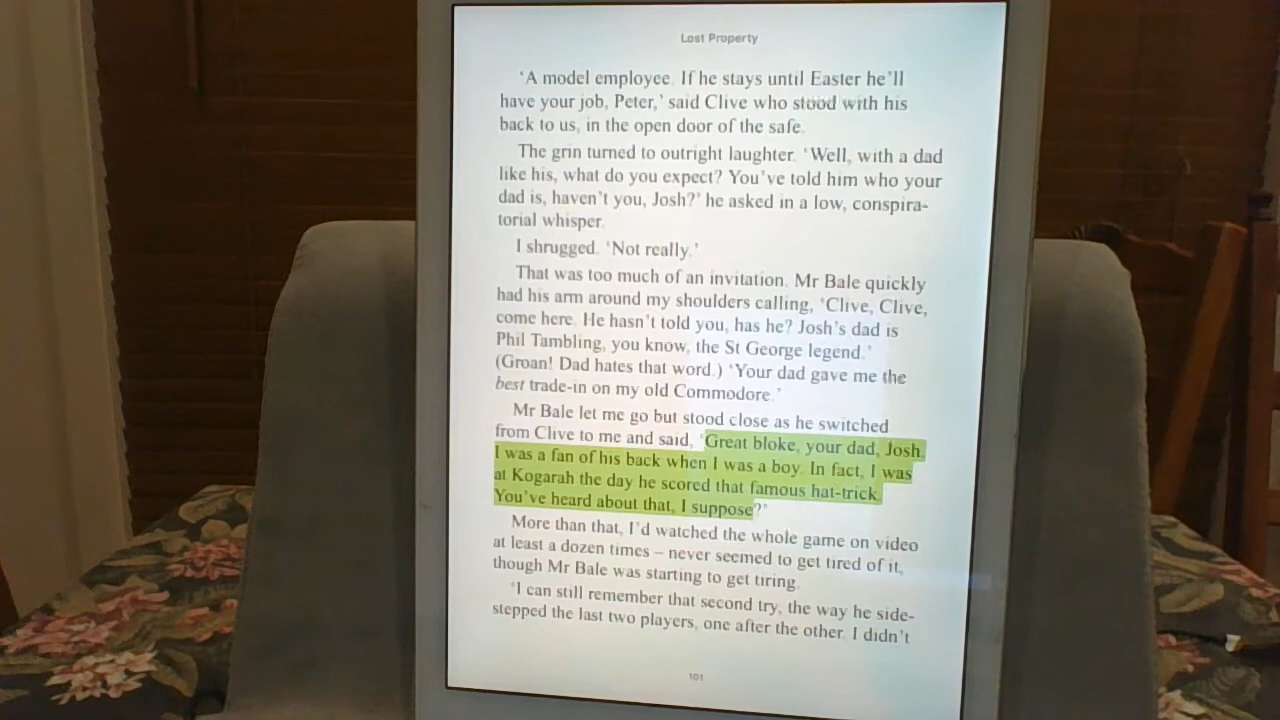 Lost Property
‘A model employee. If he stays until Easter he’ll
have your job, Peter,’ said Clive who stood with his
back to us, in the open door of the safe.
The grin turned to outright laughter. ‘Well, with a dad
like his, what do you expect? You’ve told him who your
dad is, haven’t you, Josh?’ he asked in a low, conspira-
torial whisper.
I shrugged. ‘Not really.’
That was too much of an invitation. Mr Bale quickly
had his arm around my shoulders calling, ‘Clive, Clive,
come here. He hasn’t told you, has he? Josh’s dad is
Phil Tambling, you know, the St George legend.’
(Groan! Dad hates that word.) ‘Your dad gave me the
best trade-in on my old Commodore.’
Mr Bale let me go but stood close as he switched
from Clive to me and said, ‘Great bloke, your dad, Josh.
I was a fan of his back when I was a boy. In fact, I was
at Kogarah the day he scored that famous hat-trick.
You’ve heard about that, I suppose?’
More than that, I’d watched the whole game on video
at least a dozen times – never seemed to get tired of it,
though Mr Bale was starting to get tiring.
‘I can still remember that second try, the way he side-
stepped the last two players, one after the other. I didn’t
101